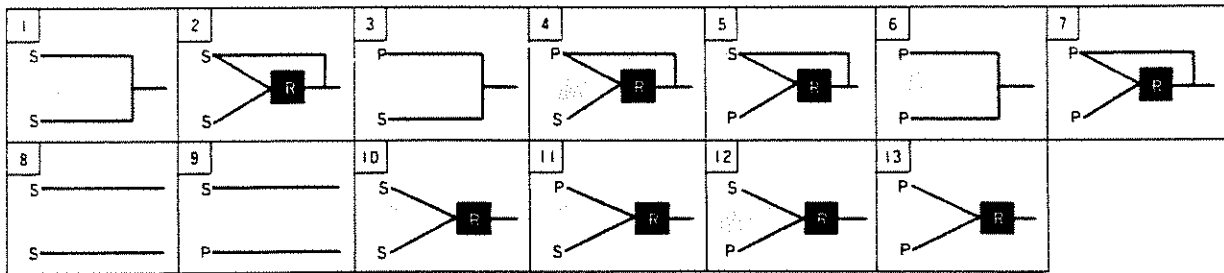 1 2 3 4 5 6 7
S S P P S P P
R R R R
S S S S P P P
8 9 10 11 12 13
S S S P S P
R R R R
S P S S P P